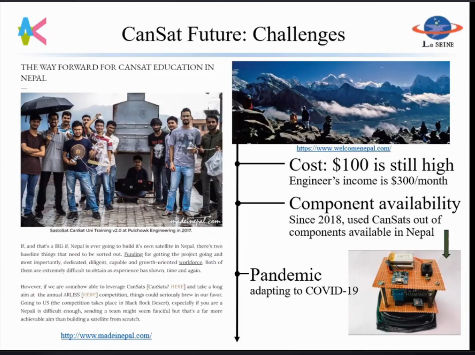 CanSat Future: Challenges
La SEINE
THE WAY FORWARD FOR CANSAT EDUCATION IN
NEPAL
madeinepal.com
SastoSat CanSat Uni Training v2.0 at Pulchowk Engineering in 2017.
If, and that's a BIG if, Nepal is ever going to build it's own satellite in Nepal, there's two
baseline things that need to be sorted out. Funding for getting the project going and
most importantly, dedicated, diligent, capable and growth-oriented workforce. Both of
them are extremely difficult to obtain as experience has shown, time and again.
However, if we are somehow able to leverage CanSats [CanSats? HERE] and take a long
aim at the annual ARLISS [HERE] competition, things could seriously brew in our favor.
Going to US (the competition takes place in Black Rock Desert), especially if you are a
Nepali is difficult enough, sending a team might seem fanciful but that's a far more
achievable aim than building a satellite from scratch.
http://www.madeinepal.com/
https://www.welcomenepal.com/
Cost: $100 is still high
Engineer's income is $300/month
Component availability
Since 2018, used CanSats out of
components available in Nepal
Pandemic
adapting to COVID-19